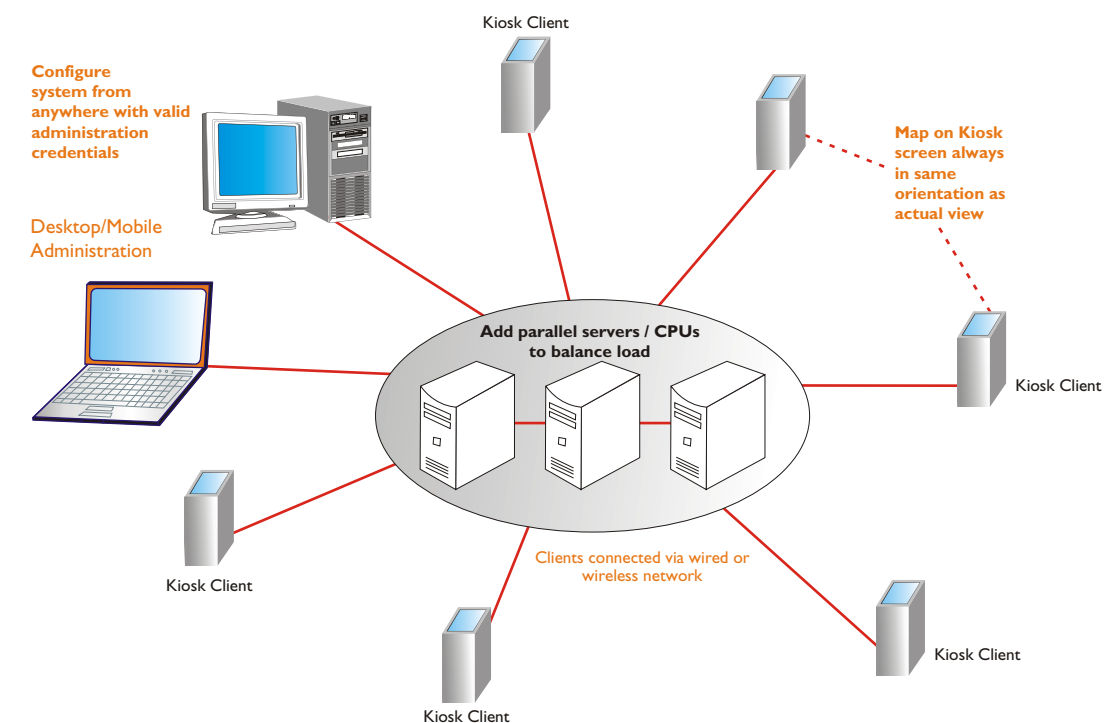 Kiosk Client
Configure
system from
anywhere with valid
administration
credentials
Map on Kiosk
screen always
in same
orientation as
actual view
Desktop/Mobile
Administration
Add parallel servers / CPUs
to balance load
Kiosk Client
Clients connected via wired or
wireless network
Kiosk Client
Kiosk Client
Kiosk Client